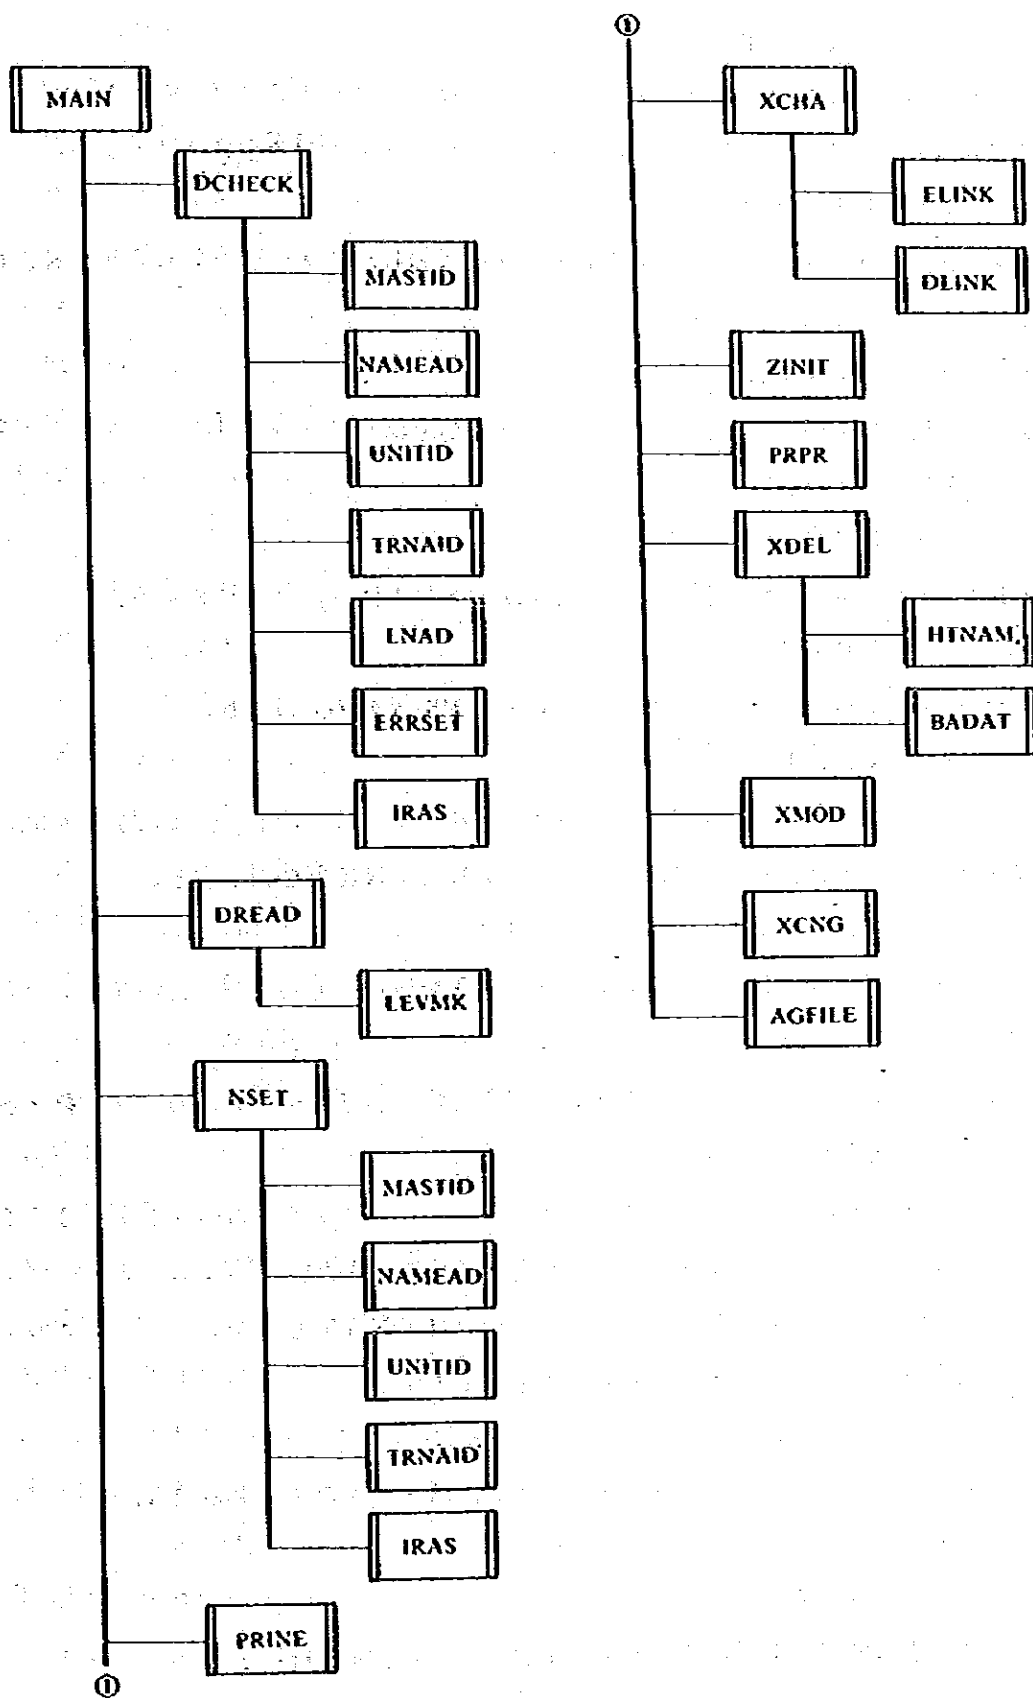 MAIN
DCHECK
MASTID
NAMEAD
UNITID
TRNAID
LNAD
ERRSET
IRAS
DREAD
LEVMK
NSET
MASTID
NAMEAD
UNITID
TRNAID
IRAS
PRINE
①
①
XCHA
ELINK
DLINK
ZINIT
PRPR
XDEL
HTNAM
BADAT
XMOD
XCNG
AGFILE